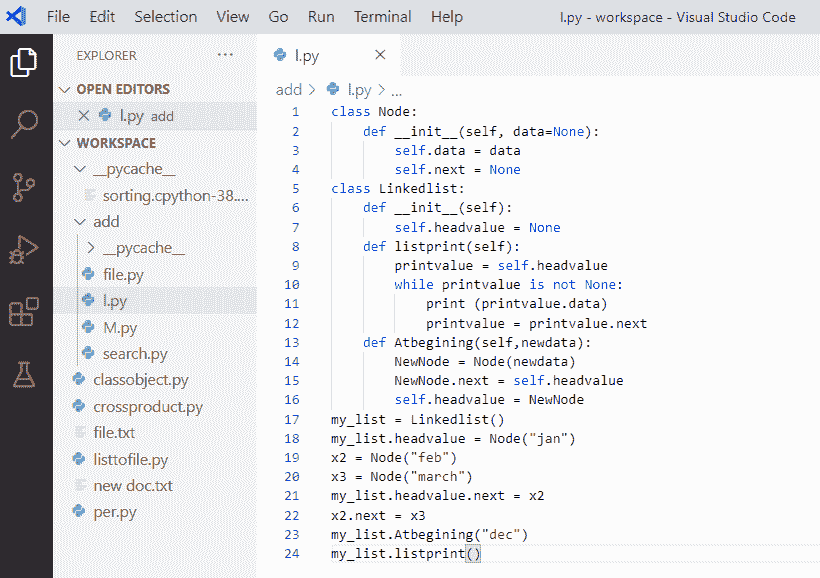 File Edit Selection View Go Run Terminal Help l.py - workspace - Visual Studio Code
EXPLORER ...
OPEN EDITORS
l.py add
WORKSPACE
__pycache__
sorting.cpython-38....
add
__pycache__
file.py
l.py
M.py
search.py
classobject.py
crossproduct.py
file.txt
listtofile.py
new doc.txt
per.py
l.py
add > l.py > ...
1 class Node:
2     def __init__(self, data=None):
3         self.data = data
4         self.next = None
5 class Linkedlist:
6     def __init__(self):
7         self.headvalue = None
8     def listprint(self):
9         printvalue = self.headvalue
10         while printvalue is not None:
11             print (printvalue.data)
12             printvalue = printvalue.next
13     def Atbegining(self,newdata):
14         NewNode = Node(newdata)
15         NewNode.next = self.headvalue
16         self.headvalue = NewNode
17 my_list = Linkedlist()
18 my_list.headvalue = Node("jan")
19 x2 = Node("feb")
20 x3 = Node("march")
21 my_list.headvalue.next = x2
22 x2.next = x3
23 my_list.Atbegining("dec")
24 my_list.listprint()